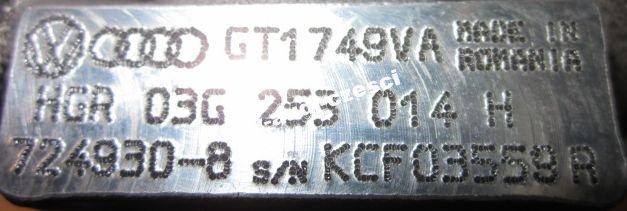 GT1749VA MADE IN ROMANIA
HGR 03G 253 014 H
724930-8 S/N KCF03559R